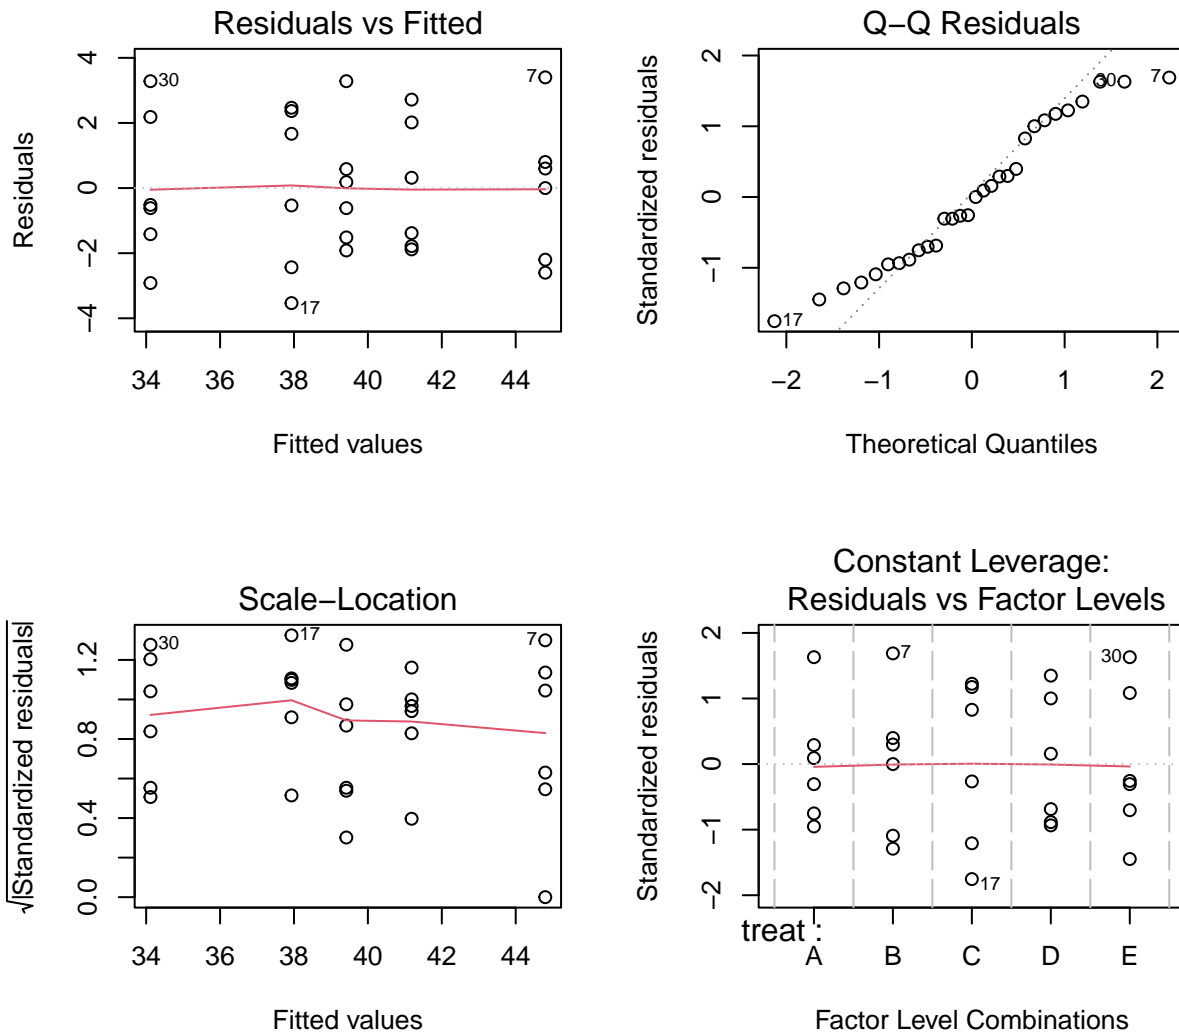 Residuals vs Fitted
Residuals
4
2
0
−2
−4
30
7
17
34 36 38 40 42 44
Fitted values
Q−Q Residuals
Standardized residuals
2
1
0
−1
30
7
17
−2 −1 0 1 2
Theoretical Quantiles
Scale−Location
√|Standardized residuals|
1.2
0.8
0.4
0.0
30
17
7
34 36 38 40 42 44
Fitted values
Constant Leverage:
Residuals vs Factor Levels
Standardized residuals
2
1
0
−1
−2
7
30
17
treat :
A B C D E
Factor Level Combinations